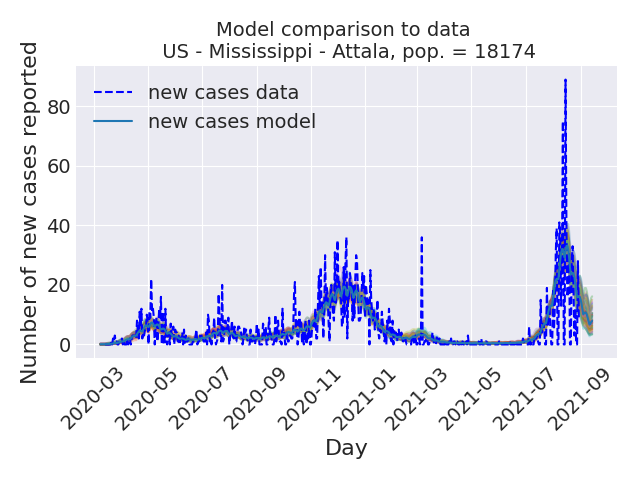 Model comparison to data
US - Mississippi - Attala, pop. = 18174
Number of new cases reported
new cases data
new cases model
80
60
40
20
0
2020-03
2020-05
2020-07
2020-09
2020-11
2021-01
2021-03
2021-05
2021-07
2021-09
Day